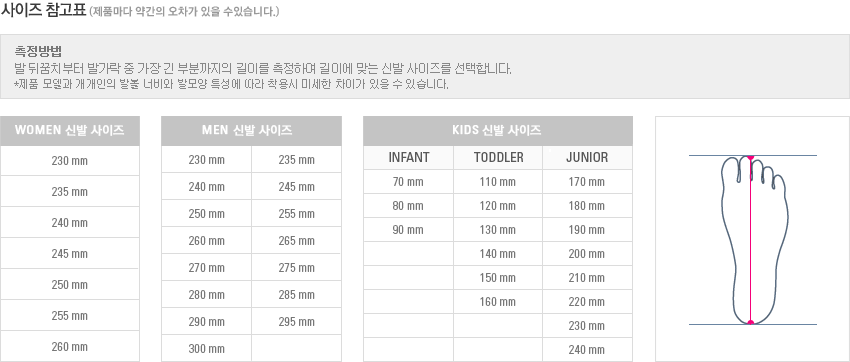 사이즈 참고표 (제품마다 약간의 오차가 있을 수있습니다.)
측정방법
발 뒤꿈치부터 발가락 중 가장 긴 부분까지의 길이를 측정하여 길이에 맞는 신발 사이즈를 선택합니다.
*제품 모델과 개개인의 발볼 너비와 발모양 특성에 따라 착용시 미세한 차이가 있을 수 있습니다.
WOMEN 신발 사이즈
230 mm
235 mm
240 mm
245 mm
250 mm
255 mm
260 mm
MEN 신발 사이즈
230 mm 235 mm
240 mm 245 mm
250 mm 255 mm
260 mm 265 mm
270 mm 275 mm
280 mm 285 mm
290 mm 295 mm
300 mm
KIDS 신발 사이즈
INFANT TODDLER JUNIOR
70 mm 110 mm 170 mm
80 mm 120 mm 180 mm
90 mm 130 mm 190 mm
140 mm 200 mm
150 mm 210 mm
160 mm 220 mm
230 mm
240 mm